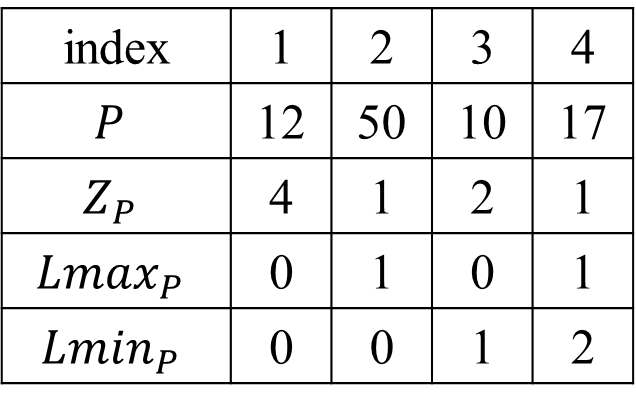 index 1 2 3 4
P 12 50 10 17
Z_P 4 1 2 1
Lmax_P 0 1 0 1
Lmin_P 0 0 1 2